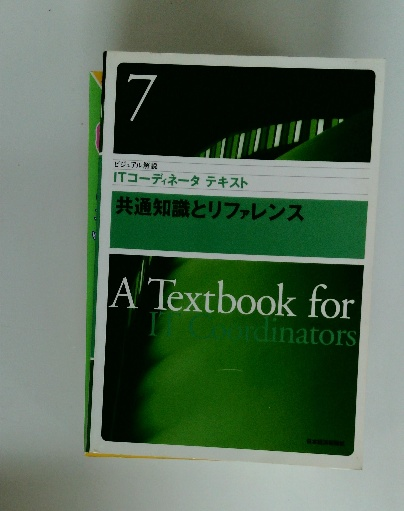 7
ビジュアル解説
ITコーディネータ テキスト
共通知識とリファレンス
A Textbook for
IT Coordinators